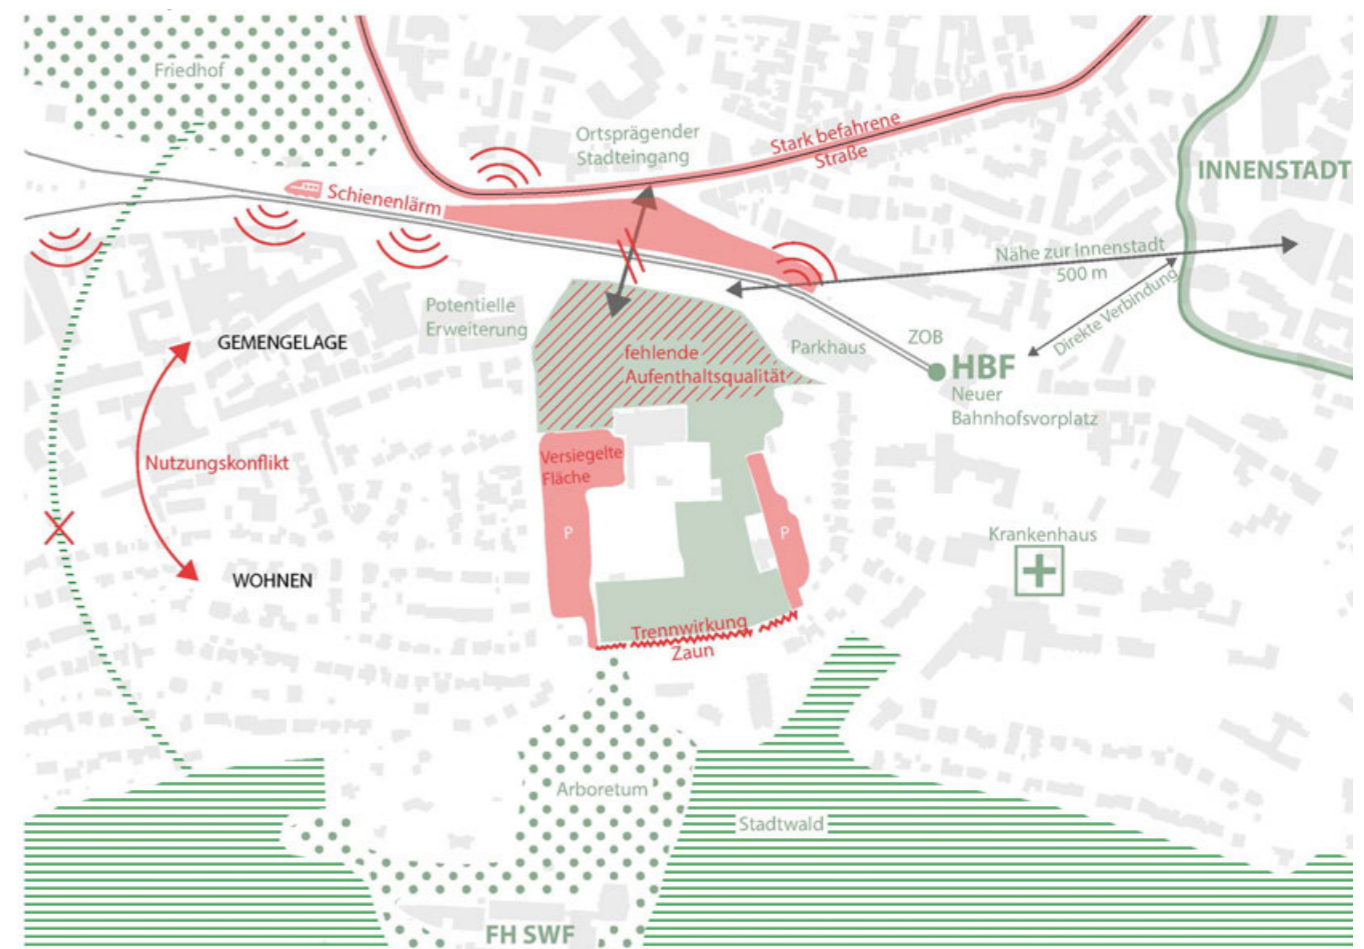 Friedhof
Ortsprägender
Stadteingang
Stark befahrene
Straße
INNENSTADT
Schienenlärm
Nähe zur Innenstadt
500 m
Direkte Verbindung
Potentielle
Erweiterung
GEMENGELAGE
fehlende
Aufenthaltsqualität
Parkhaus
ZOB
HBF
Neuer
Bahnhofsvorplatz
Nutzungskonflikt
Versiegelte
Fläche
P
P
Krankenhaus
WOHNEN
Trennwirkung
Zaun
Arboretum
Stadtwald
FH SWF